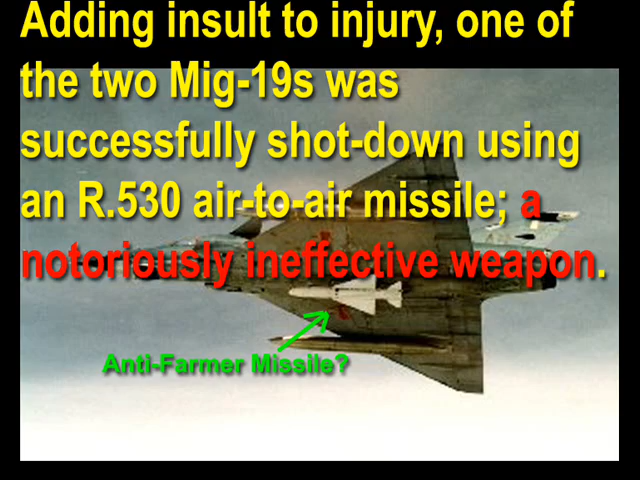 Adding insult to injury, one of
the two Mig-19s was
successfully shot-down using
an R.530 air-to-air missile; a
notoriously ineffective weapon.
Anti-Farmer Missile?